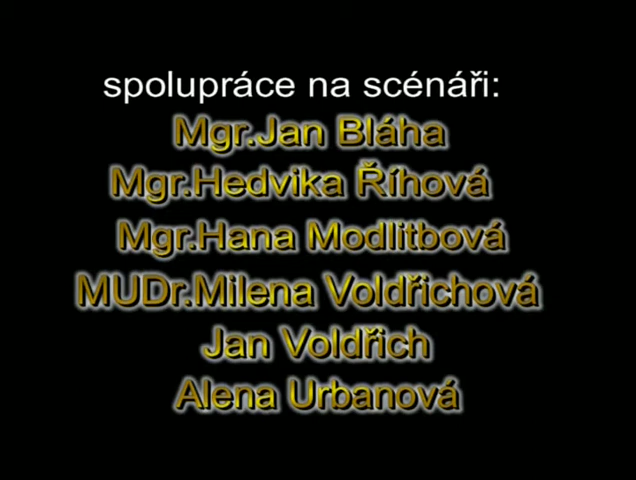 spolupráce na scénáři:
Mgr.Jan Bláha
Mgr.Hedvika Říhová
Mgr.Hana Modlitbová
MUDr.Milena Voldřichová
Jan Voldřich
Alena Urbanová